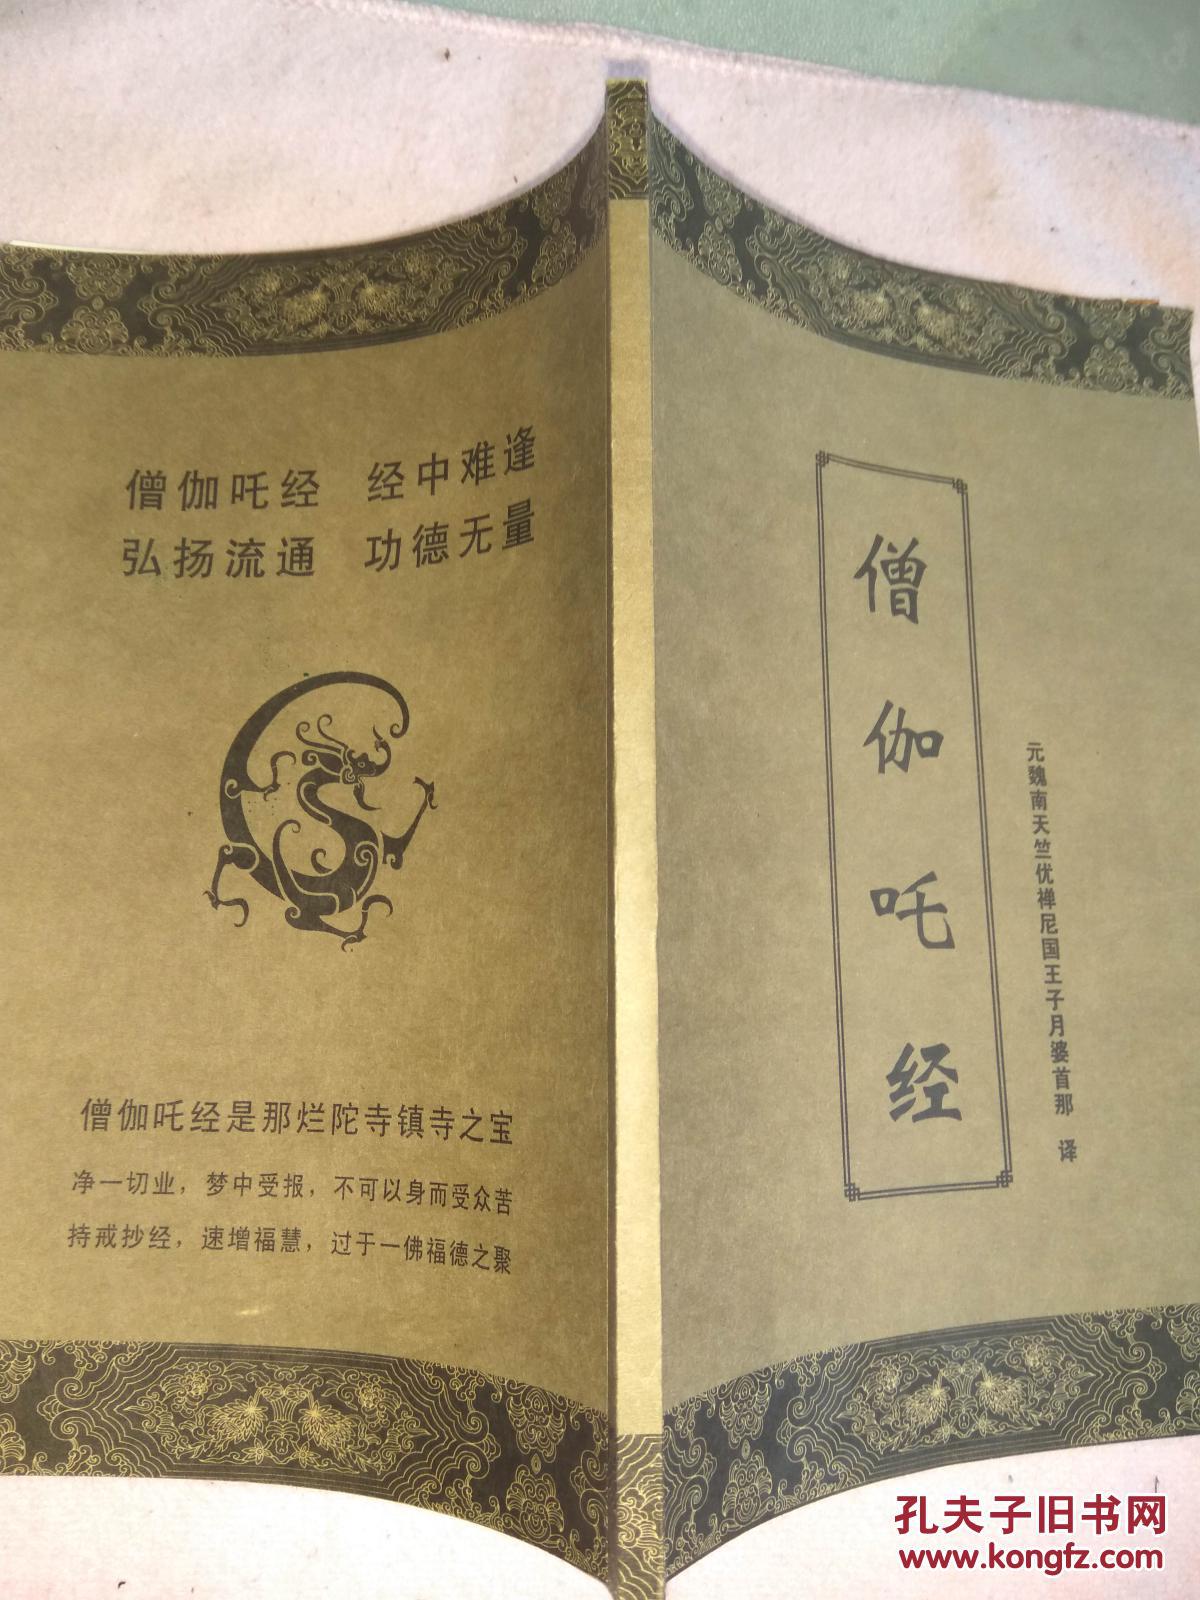 僧伽吒经 经中难逢
弘扬流通 功德无量
僧伽吒经是那烂陀寺镇寺之宝
净一切业，梦中受报，不可以身而受众苦
持戒抄经，速增福慧，过于一佛福德之聚
僧伽吒经
元魏南天竺优禅尼国王子月婆首那 译
孔夫子旧书网
www.kongfz.com